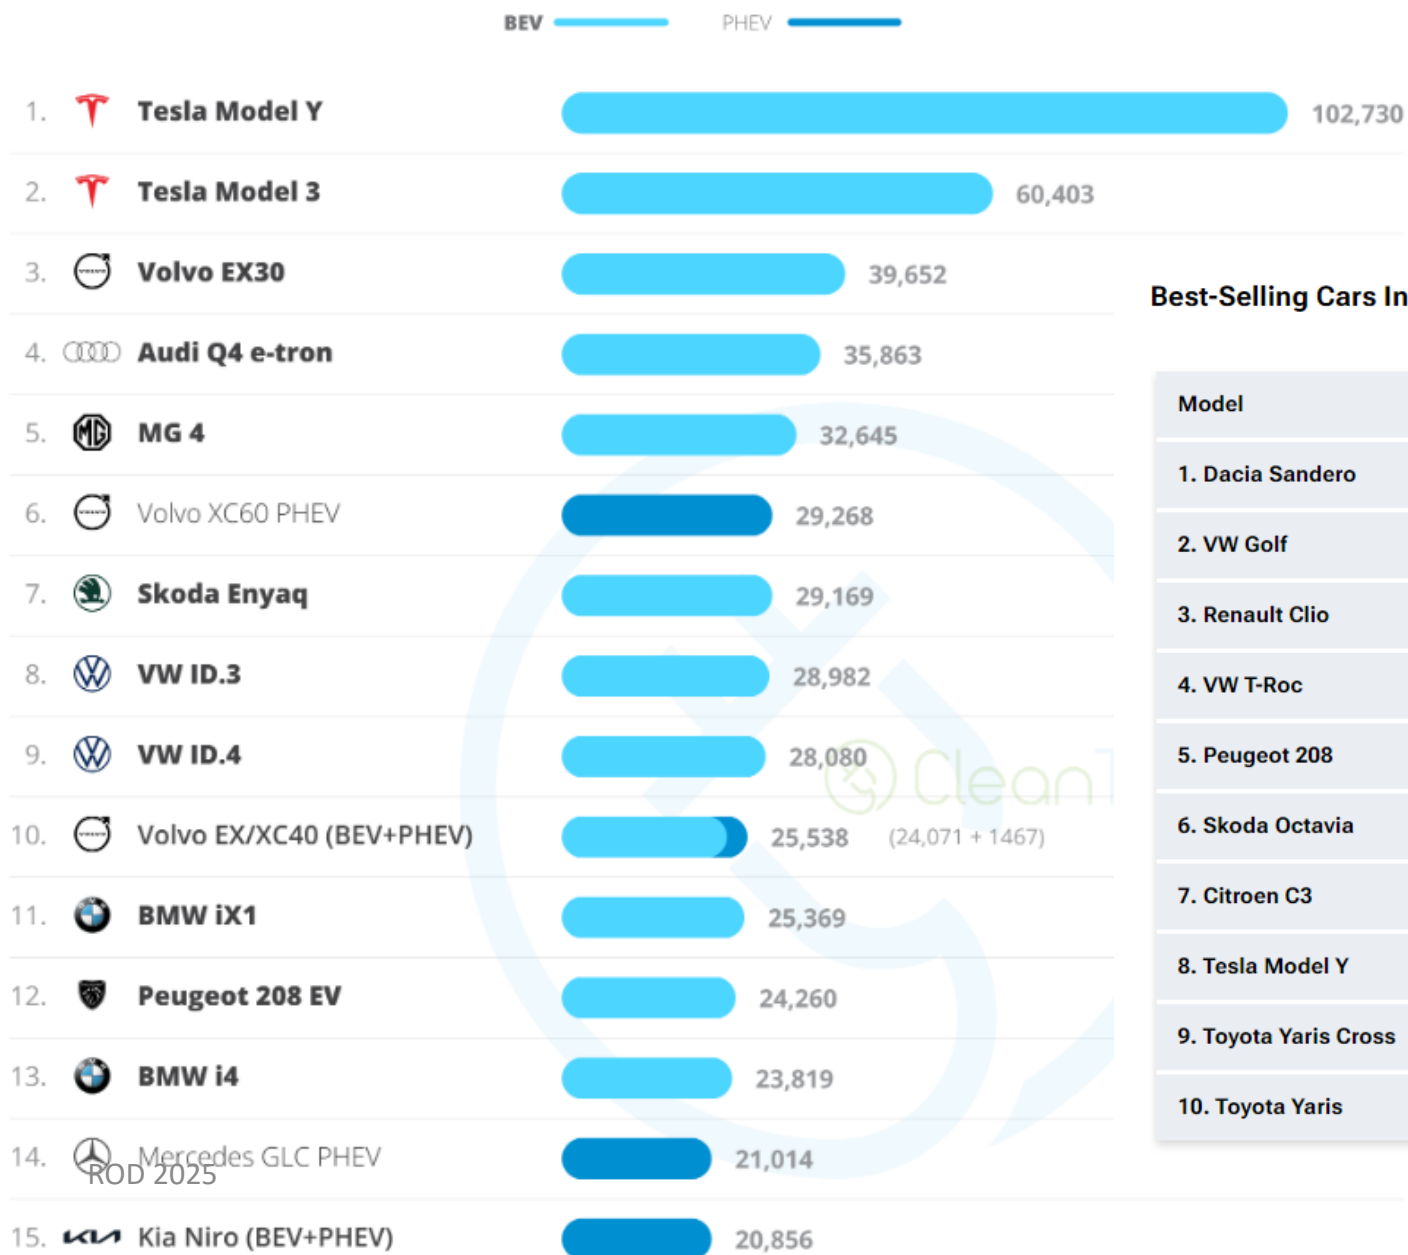 BEV PHEV
1. Tesla Model Y 102,730
2. Tesla Model 3 60,403
3. Volvo EX30 39,652
4. Audi Q4 e-tron 35,863
5. MG 4 32,645
6. Volvo XC60 PHEV 29,268
7. Skoda Enyaq 29,169
8. VW ID.3 28,982
9. VW ID.4 28,080
10. Volvo EX/XC40 (BEV+PHEV) 25,538 (24,071 + 1467)
11. BMW iX1 25,369
12. Peugeot 208 EV 24,260
13. BMW i4 23,819
14. Mercedes GLC PHEV 21,014
15. Kia Niro (BEV+PHEV) 20,856
ROD 2025
CleanT
Best-Selling Cars In
Model
1. Dacia Sandero
2. VW Golf
3. Renault Clio
4. VW T-Roc
5. Peugeot 208
6. Skoda Octavia
7. Citroen C3
8. Tesla Model Y
9. Toyota Yaris Cross
10. Toyota Yaris